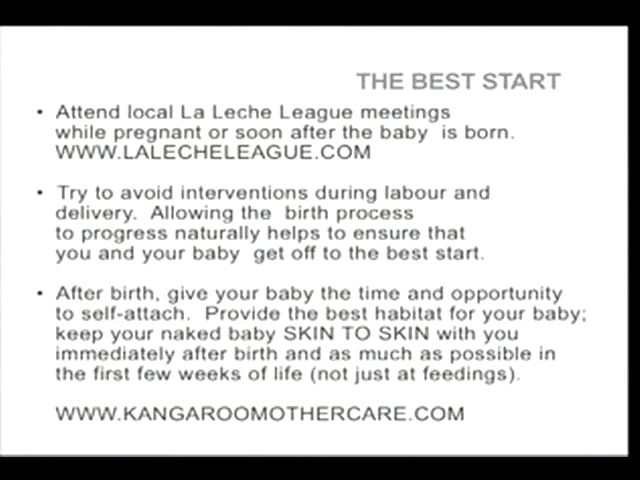 THE BEST START
• Attend local La Leche League meetings
while pregnant or soon after the baby is born.
WWW.LALECHELEAGUE.COM
• Try to avoid interventions during labour and
delivery. Allowing the birth process
to progress naturally helps to ensure that
you and your baby get off to the best start.
• After birth, give your baby the time and opportunity
to self-attach. Provide the best habitat for your baby;
keep your naked baby SKIN TO SKIN with you
immediately after birth and as much as possible in
the first few weeks of life (not just at feedings).
WWW.KANGAROOMOTHERCARE.COM